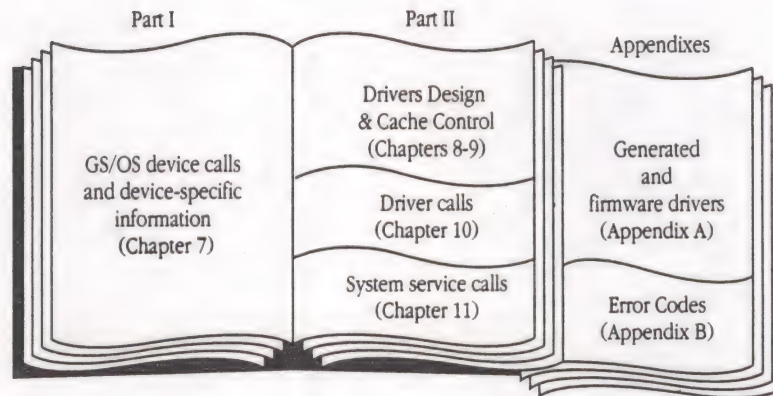 Part I
GS/OS device calls
and device-specific
information
(Chapter 7)
Part II
Drivers Design
& Cache Control
(Chapters 8-9)
Driver calls
(Chapter 10)
System service calls
(Chapter 11)
Appendixes
Generated
and
firmware drivers
(Appendix A)
Error Codes
(Appendix B)